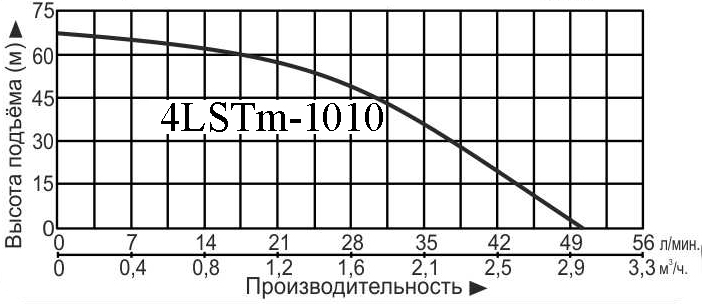 Высота подъёма (м)
75
60
45
30
15
0
4LSTm-1010
0 7 14 21 28 35 42 49 56 л/мин.
0 0,4 0,8 1,2 1,6 2,1 2,5 2,9 3,3 м³/ч.
Производительность